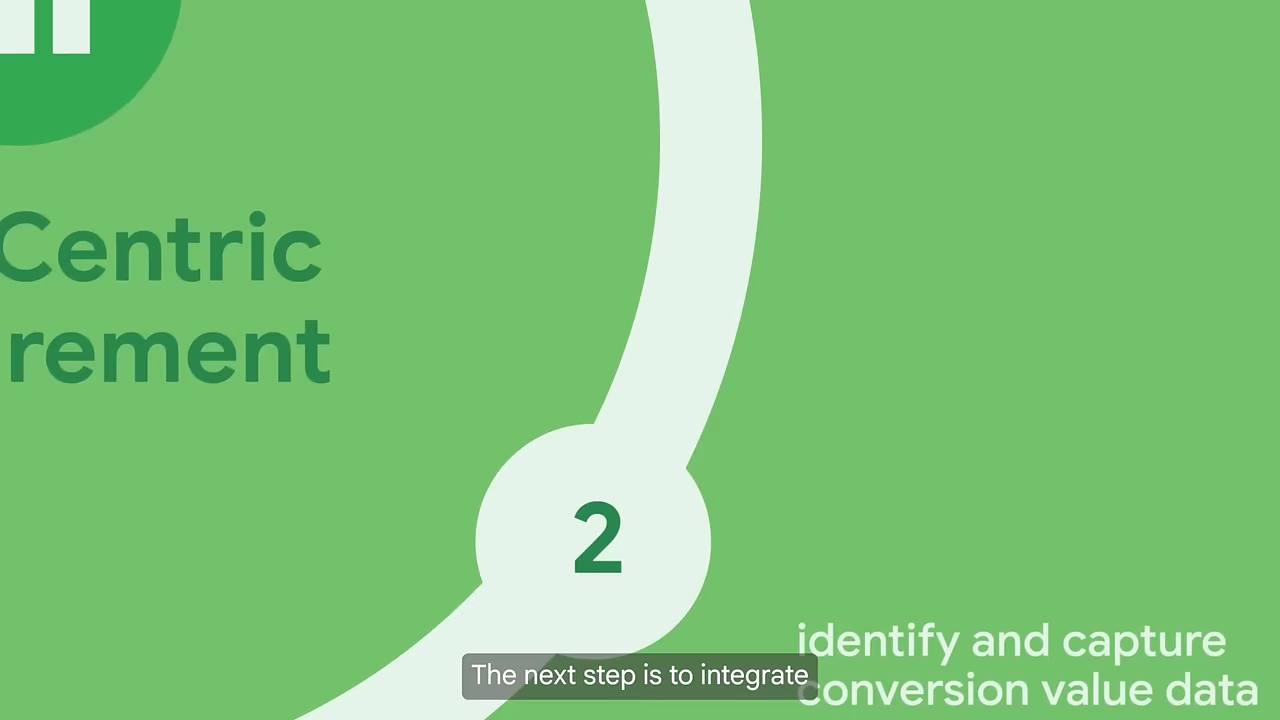 Centric
rement
2
identify and capture
conversion value data
The next step is to integrate